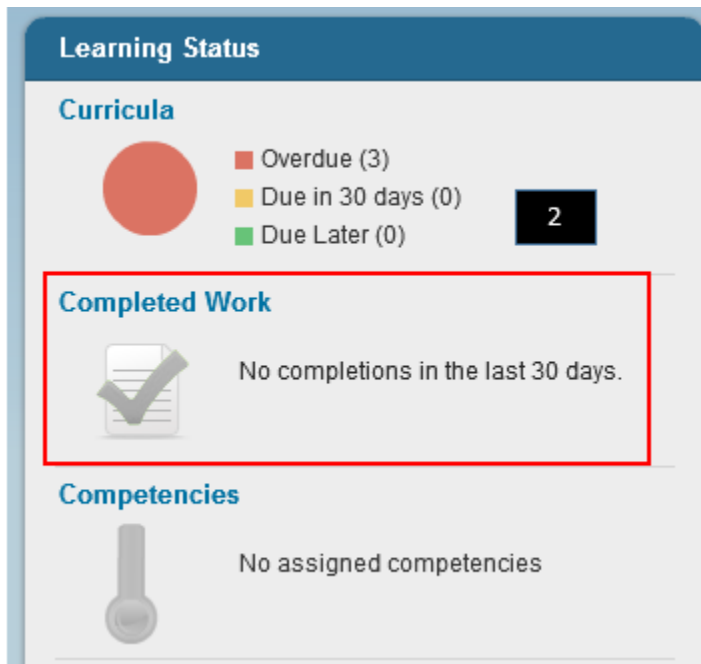 Learning Status
Curricula
Overdue (3)
Due in 30 days (0)
Due Later (0)
2
Completed Work
No completions in the last 30 days.
Competencies
No assigned competencies